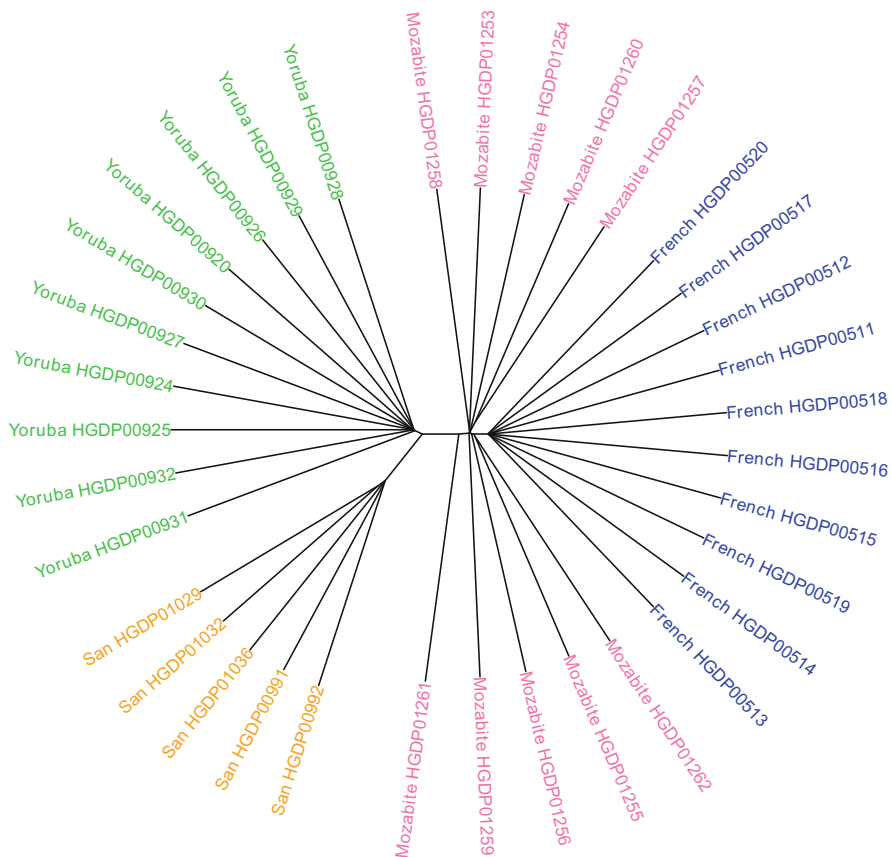 Mozabite HGDP01258
Mozabite HGDP01253
Mozabite HGDP01254
Mozabite HGDP01260
Mozabite HGDP01257
French HGDP00520
French HGDP00517
French HGDP00512
French HGDP00511
French HGDP00518
French HGDP00516
French HGDP00515
French HGDP00519
French HGDP00514
French HGDP00513
Mozabite HGDP01262
Mozabite HGDP01255
Mozabite HGDP01256
Mozabite HGDP01259
Mozabite HGDP01261
San HGDP00992
San HGDP00991
San HGDP01036
San HGDP01032
San HGDP01029
Yoruba HGDP00931
Yoruba HGDP00932
Yoruba HGDP00925
Yoruba HGDP00924
Yoruba HGDP00927
Yoruba HGDP00930
Yoruba HGDP00920
Yoruba HGDP00926
Yoruba HGDP00929
Yoruba HGDP00928